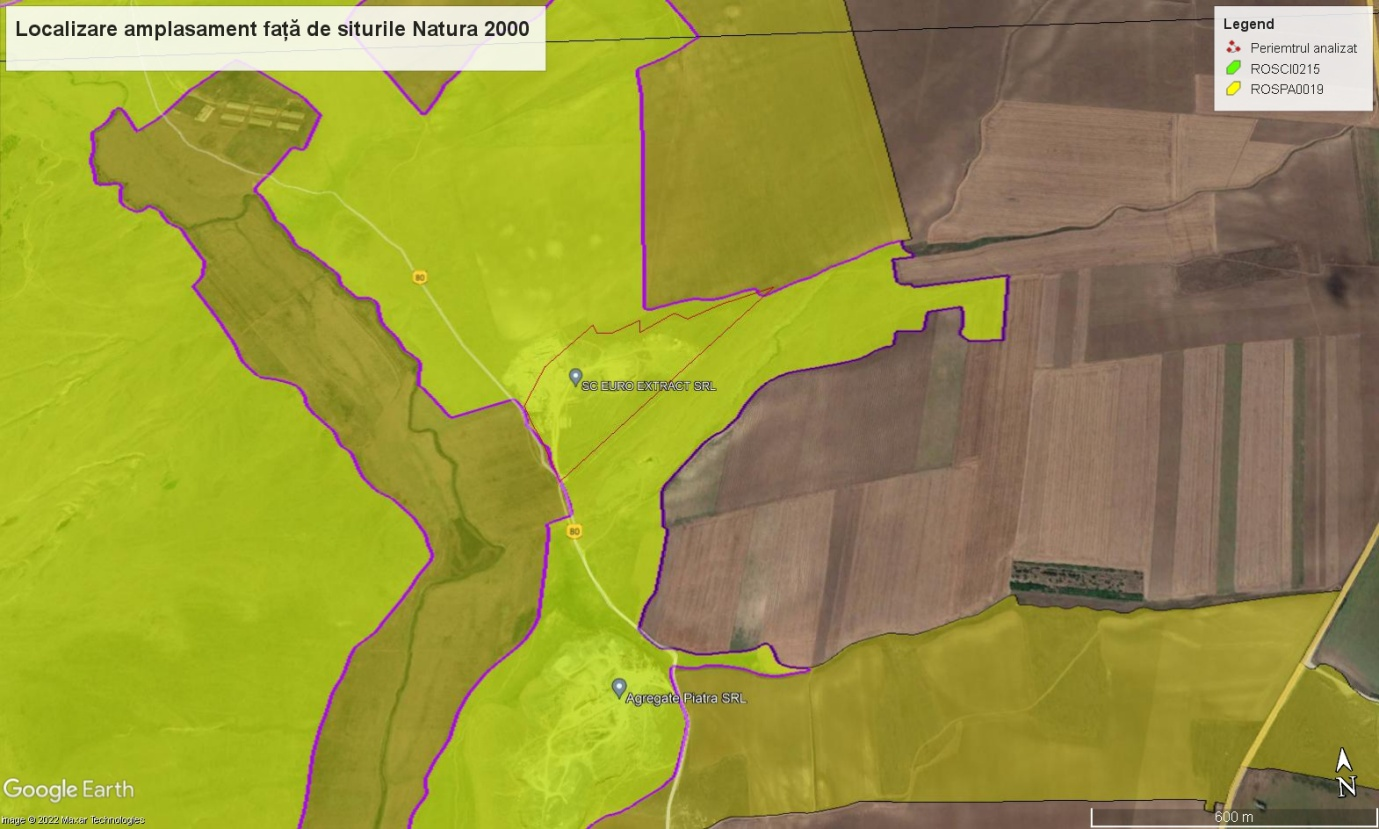 Localizare amplasament față de siturile Natura 2000
Legend
Periemtrul analizat
ROSCI0215
ROSPA0019
80
SC EURO EXTRACT SRL
80
Agregate Piatra SRL
Google Earth
Image © 2022 Maxar Technologies
N
600 m